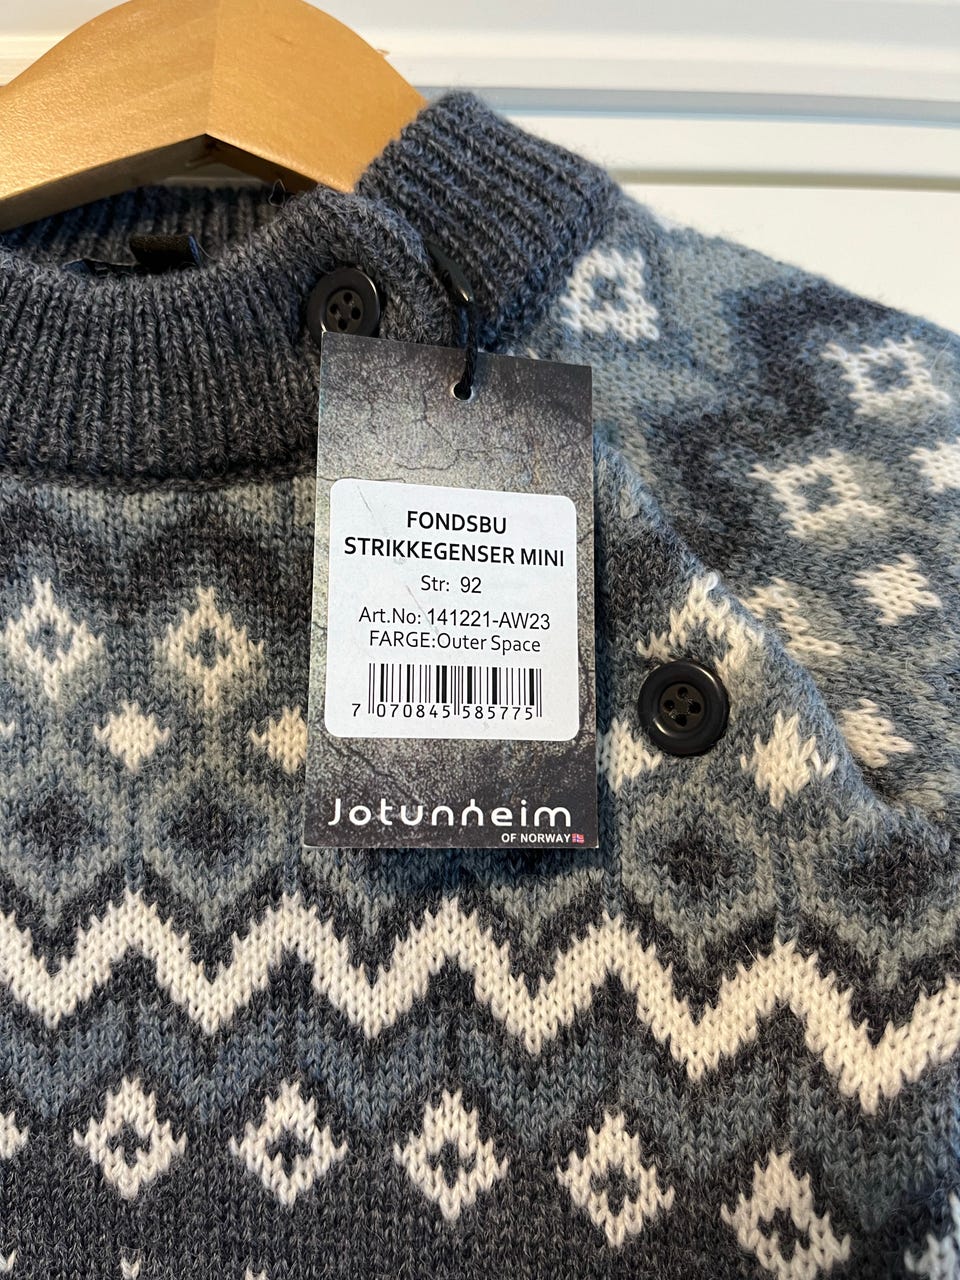 FONDSBU
STRIKKEGENSER MINI
Str: 92
Art.No: 141221-AW23
FARGE:Outer Space
7 070845 585775
Jotunheim
OF NORWAY